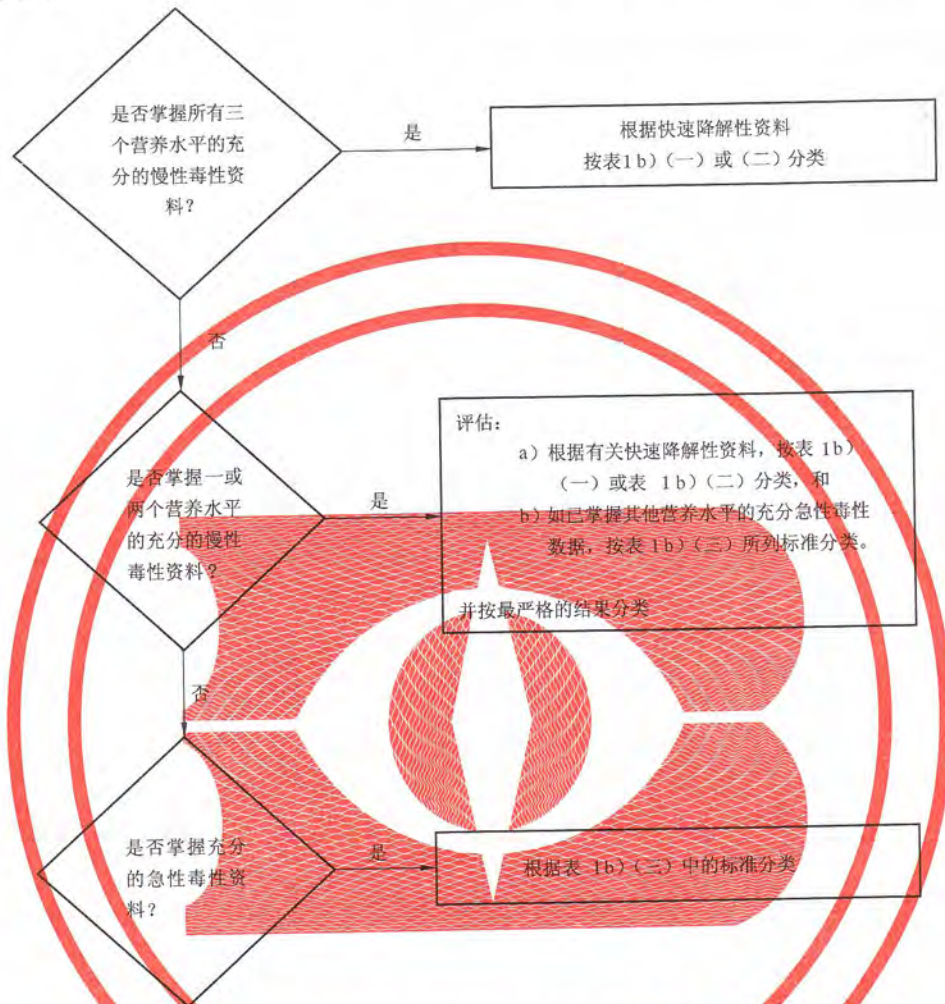 是否掌握所有三
个营养水平的充
分的慢性毒性资
料？
是
根据快速降解性资料
按表1 b）（一）或（二）分类
否
是否掌握一或
两个营养水平
的充分的慢性
毒性资料？
是
评估：
a）根据有关快速降解性资料，按表 1b）
（一）或表 1b）（二）分类，和
b）如已掌握其他营养水平的充分急性毒性
数据，按表 1b）（三）所列标准分类。
并按最严格的结果分类
否
是否掌握充分
的急性毒性资
料？
是
根据表 1b）（三）中的标准分类